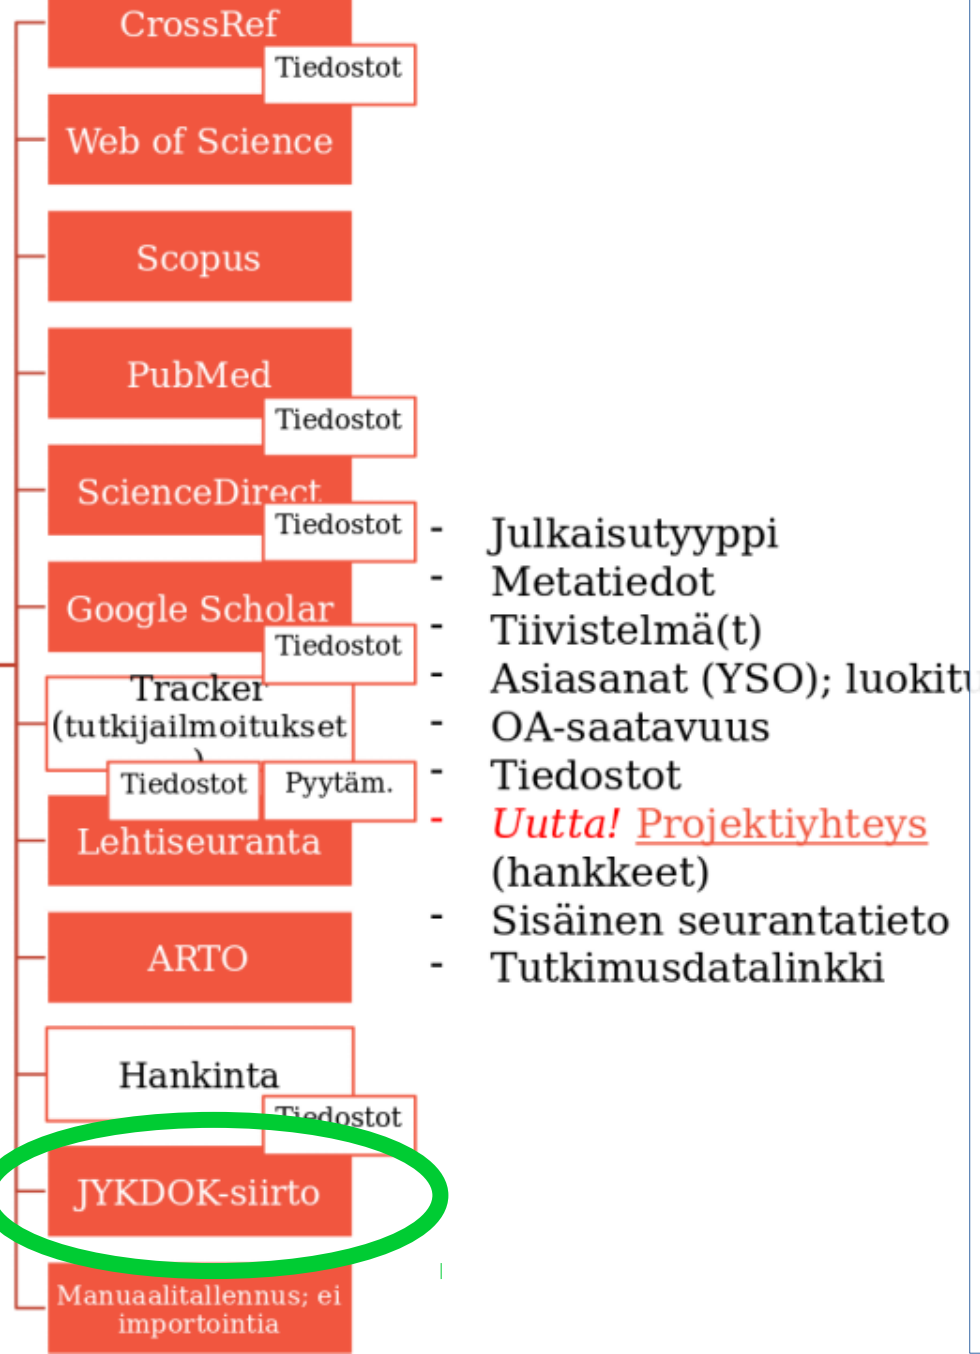 CrossRef
Tiedostot
Web of Science
Scopus
PubMed
Tiedostot
ScienceDirect
Tiedostot
Google Scholar
Tiedostot
Tracker
(tutkijailmoitukset
)
Tiedostot
Pyytäm.
Lehtiseuranta
ARTO
Hankinta
Tiedostot
JYKDOK-siirto
Manuaalitallennus; ei
importointia
- Julkaisutyyppi
- Metatiedot
- Tiivistelmä(t)
- Asiasanat (YSO); luokitu
- OA-saatavuus
- Tiedostot
- Uutta! Projektiyhteys
(hankkeet)
- Sisäinen seurantatieto
- Tutkimusdatalinkki